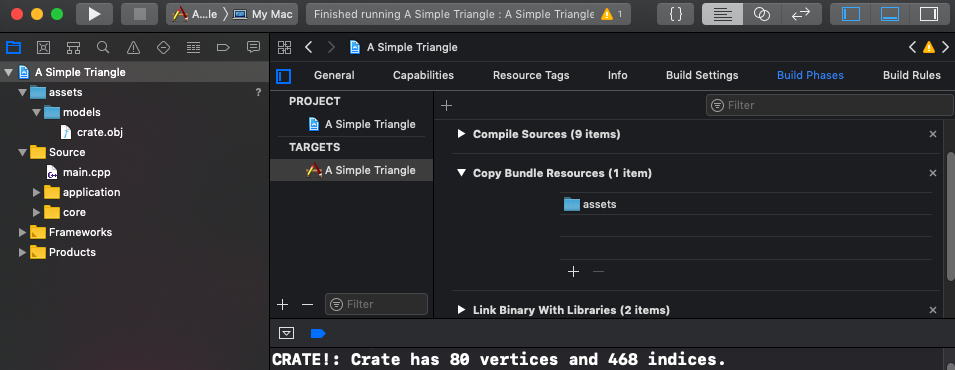 A...le My Mac Finished running A Simple Triangle : A Simple Triangle 1
A Simple Triangle
A Simple Triangle
General Capabilities Resource Tags Info Build Settings Build Phases Build Rules
assets ?
models
crate.obj
Source
main.cpp
application
core
Frameworks
Products
PROJECT
A Simple Triangle
TARGETS
A Simple Triangle
Filter
Filter
Compile Sources (9 items)
Copy Bundle Resources (1 item)
assets
Link Binary With Libraries (2 items)
CRATE!: Crate has 80 vertices and 468 indices.